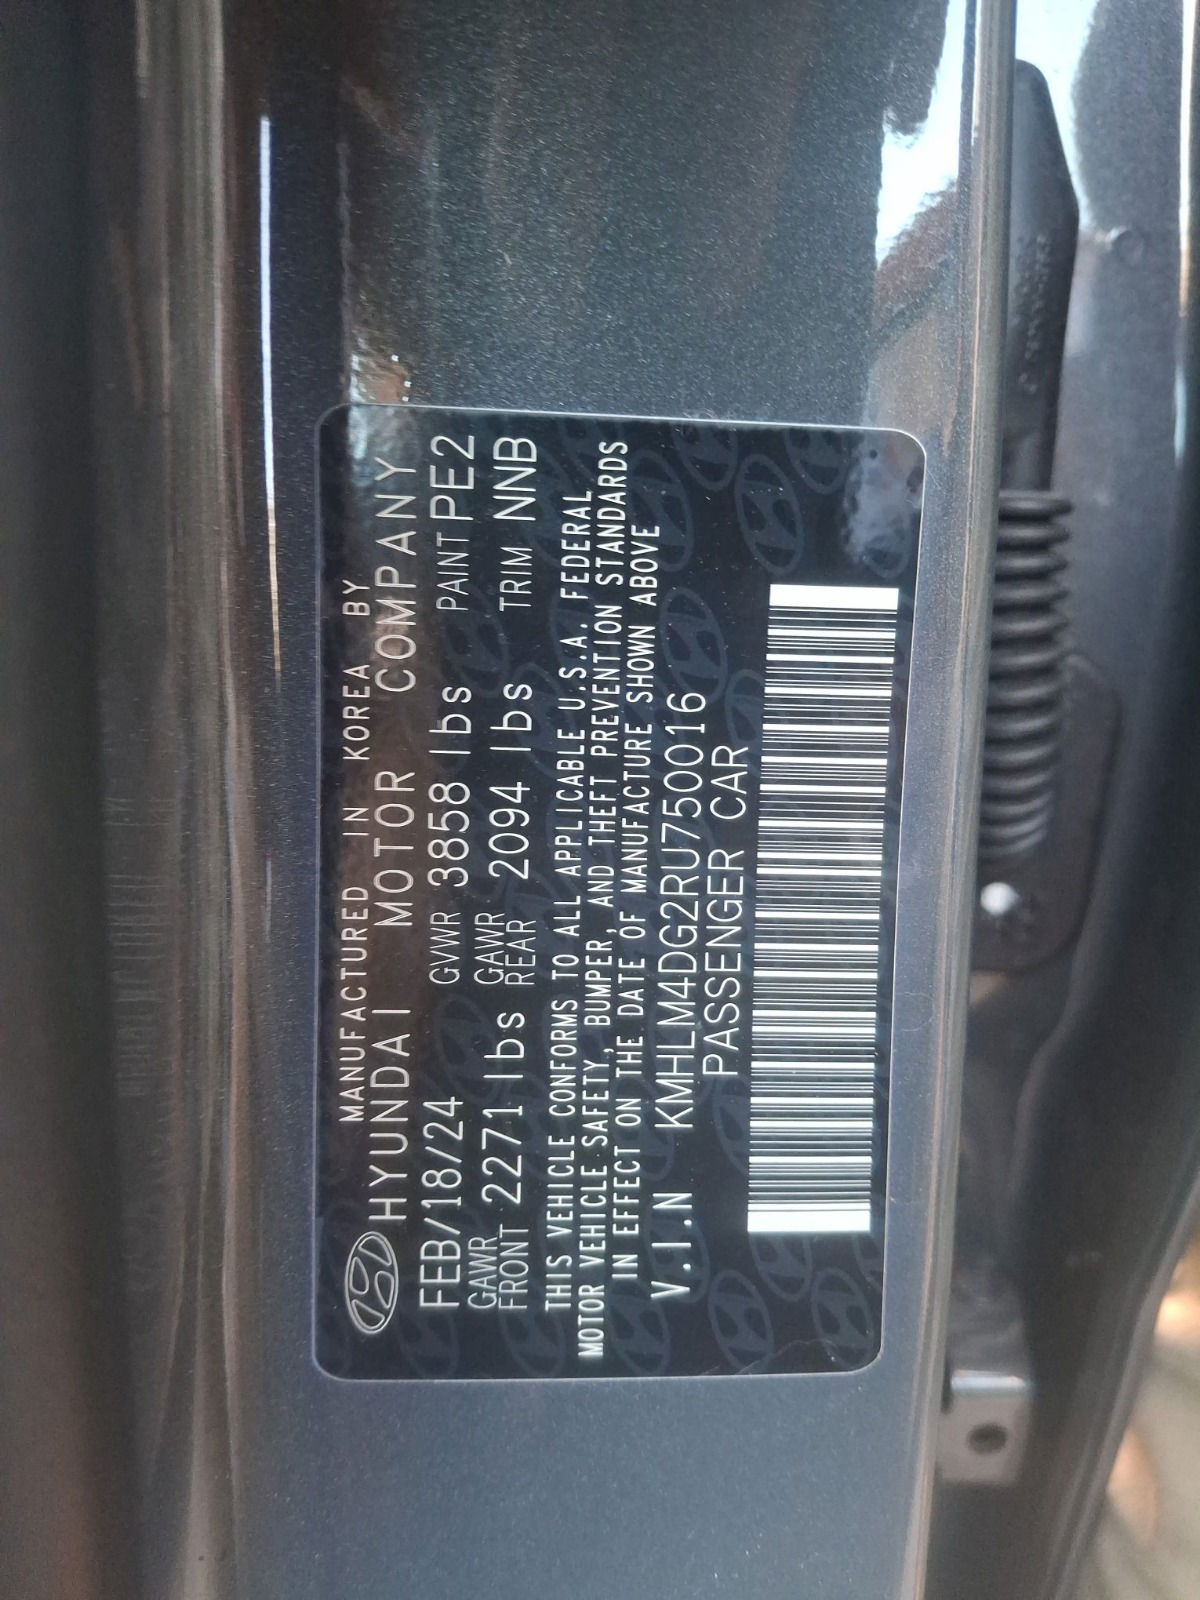 MANUFACTURED IN KOREA BY
HYUNDAI MOTOR COMPANY
FEB/18/24 GVWR 3858 lbs PAINT PE2
GAWR FRONT 2271 lbs GAWR REAR 2094 lbs TRIM NNB
THIS VEHICLE CONFORMS TO ALL APPLICABLE U.S.A. FEDERAL
MOTOR VEHICLE SAFETY, BUMPER, AND THEFT PREVENTION STANDARDS
IN EFFECT ON THE DATE OF MANUFACTURE SHOWN ABOVE
V.I.N KMHLM4DG2RU750016
PASSENGER CAR